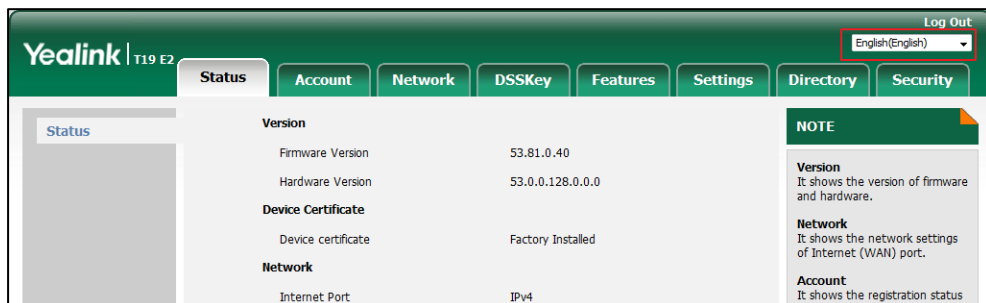 Log Out
English(English)
Yealink T19 E2
Status Account Network DSSKey Features Settings Directory Security
Status
Version
Firmware Version 53.81.0.40
Hardware Version 53.0.0.128.0.0.0
Device Certificate
Device certificate Factory Installed
Network
Internet Port IPv4
NOTE
Version
It shows the version of firmware
and hardware.
Network
It shows the network settings
of Internet (WAN) port.
Account
It shows the registration status